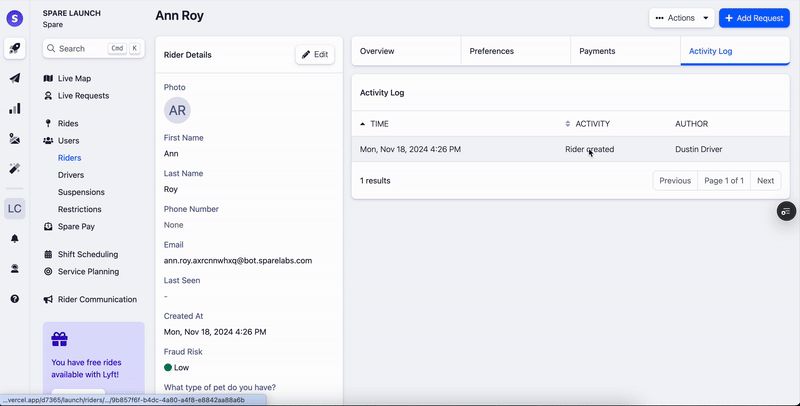 S
SPARE LAUNCH
Spare
Search
Cmd
K
Live Map
Live Requests
Rides
Users
Riders
Drivers
Suspensions
Restrictions
Spare Pay
Shift Scheduling
Service Planning
Rider Communication
You have free rides
available with Lyft!
LC
Ann Roy
Actions
Add Request
Rider Details
Edit
Photo
AR
First Name
Ann
Last Name
Roy
Phone Number
None
Email
ann.roy.axrcnnwhxq@bot.sparelabs.com
Last Seen
-
Created At
Mon, Nov 18, 2024 4:26 PM
Fraud Risk
Low
What type of pet do you have?
Overview
Preferences
Payments
Activity Log
Activity Log
TIME
ACTIVITY
AUTHOR
Mon, Nov 18, 2024 4:26 PM
Rider created
Dustin Driver
1 results
Previous
Page 1 of 1
Next
...vercel.app/d7365/launch/riders/.../9b857f6f-b4dc-4a80-a4f8-e8842aa88a6b